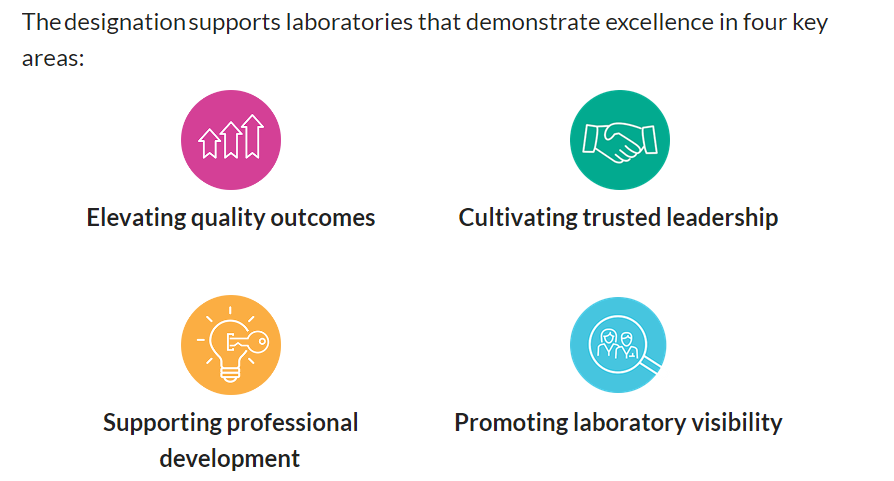 The designation supports laboratories that demonstrate excellence in four key
areas:
Elevating quality outcomes
Cultivating trusted leadership
Supporting professional
development
Promoting laboratory visibility